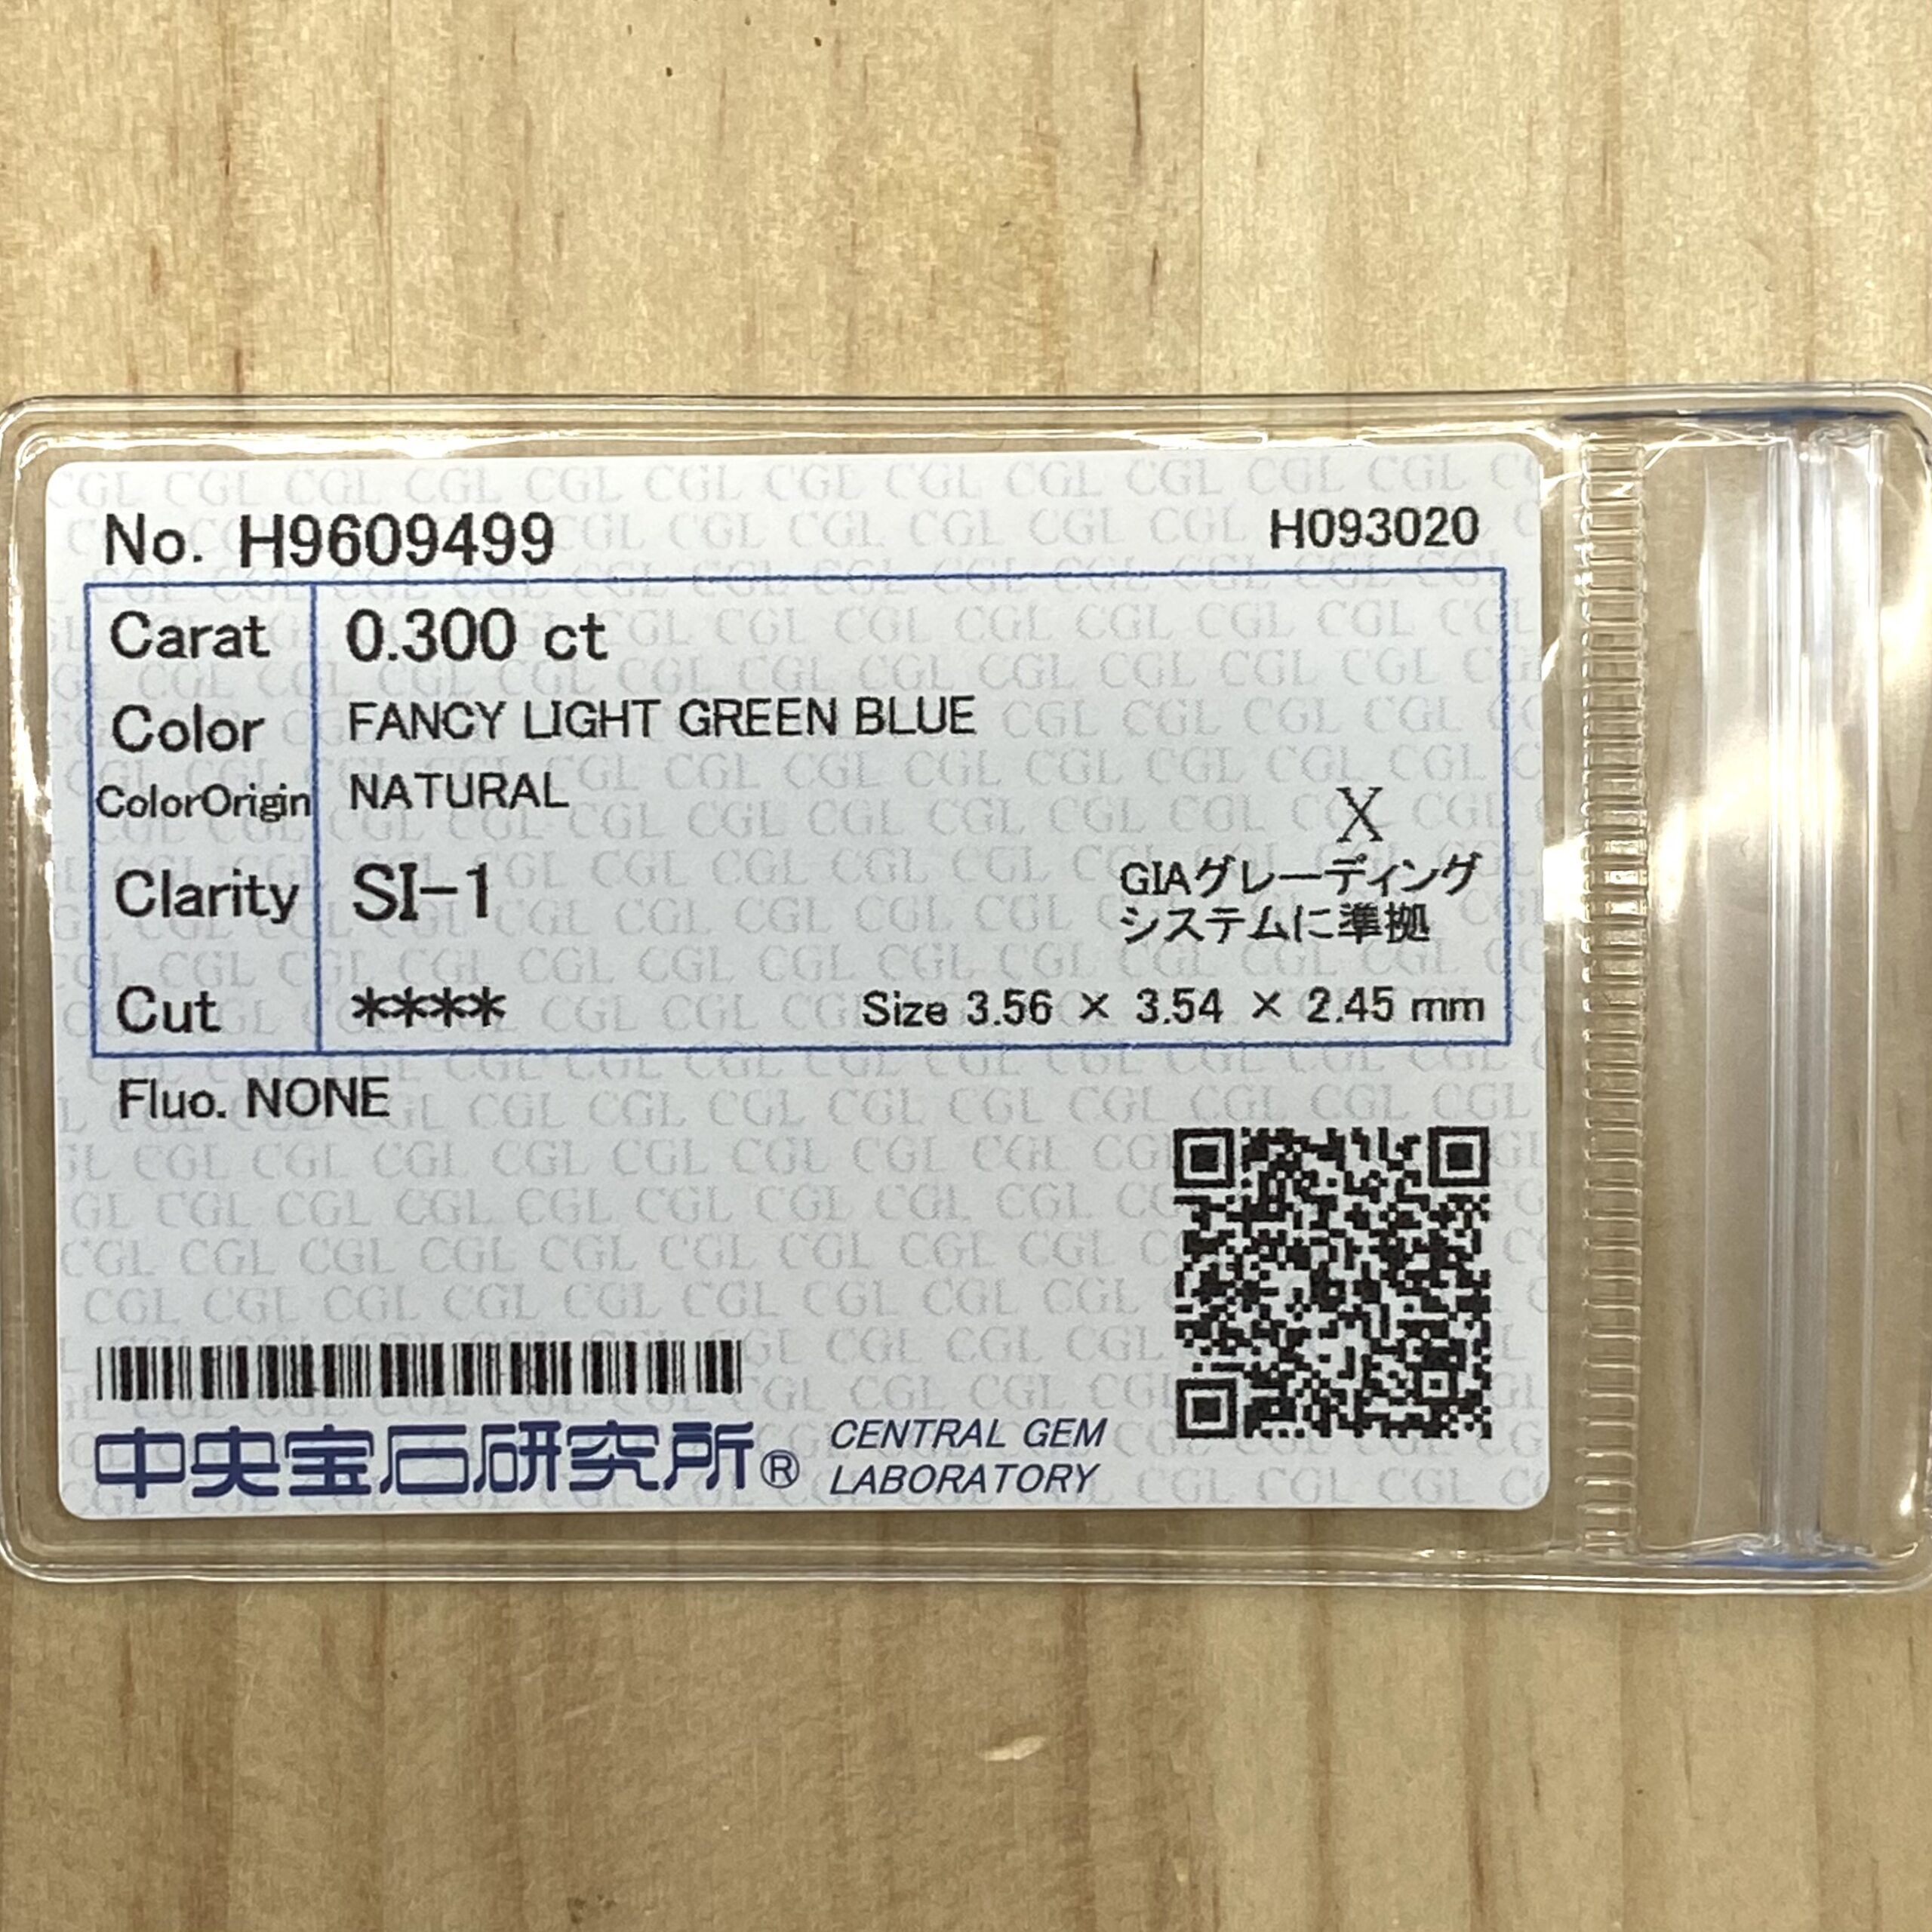 No. H9609499 H093020
Carat 0.300 ct
Color FANCY LIGHT GREEN BLUE
ColorOrigin NATURAL
X
Clarity SI-1
GIAグレーディング
システムに準拠
Cut ****
Size 3.56 × 3.54 × 2.45 mm
Fluo. NONE
中央宝石研究所®
CENTRAL GEM
LABORATORY